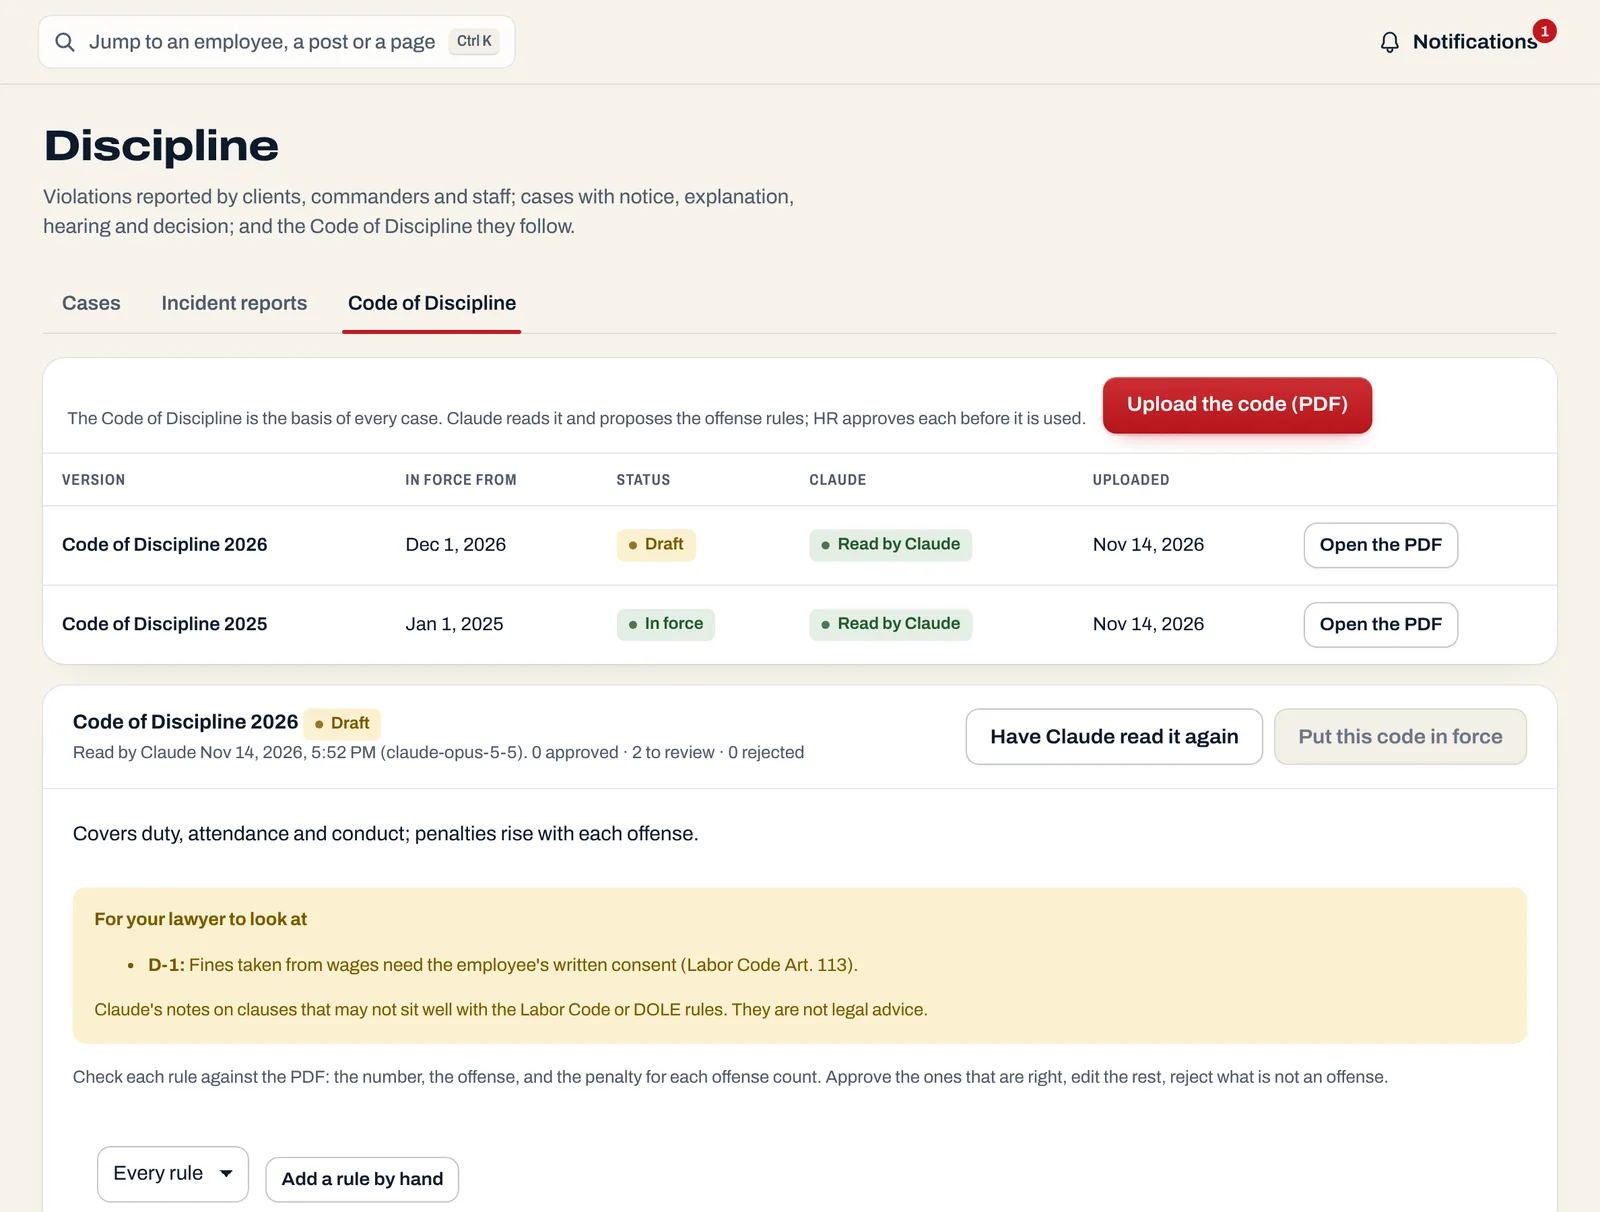 Jump to an employee, a post or a page Ctrl K
Notifications 1
Discipline
Violations reported by clients, commanders and staff; cases with notice, explanation,
hearing and decision; and the Code of Discipline they follow.
Cases Incident reports Code of Discipline
The Code of Discipline is the basis of every case. Claude reads it and proposes the offense rules; HR approves each before it is used. Upload the code (PDF)
VERSION IN FORCE FROM STATUS CLAUDE UPLOADED
Code of Discipline 2026 Dec 1, 2026 Draft Read by Claude Nov 14, 2026 Open the PDF
Code of Discipline 2025 Jan 1, 2025 In force Read by Claude Nov 14, 2026 Open the PDF
Code of Discipline 2026 Draft
Read by Claude Nov 14, 2026, 5:52 PM (claude-opus-5-5). 0 approved · 2 to review · 0 rejected
Have Claude read it again Put this code in force
Covers duty, attendance and conduct; penalties rise with each offense.
For your lawyer to look at
• D-1: Fines taken from wages need the employee's written consent (Labor Code Art. 113).
Claude's notes on clauses that may not sit well with the Labor Code or DOLE rules. They are not legal advice.
Check each rule against the PDF: the number, the offense, and the penalty for each offense count. Approve the ones that are right, edit the rest, reject what is not an offense.
Every rule Add a rule by hand